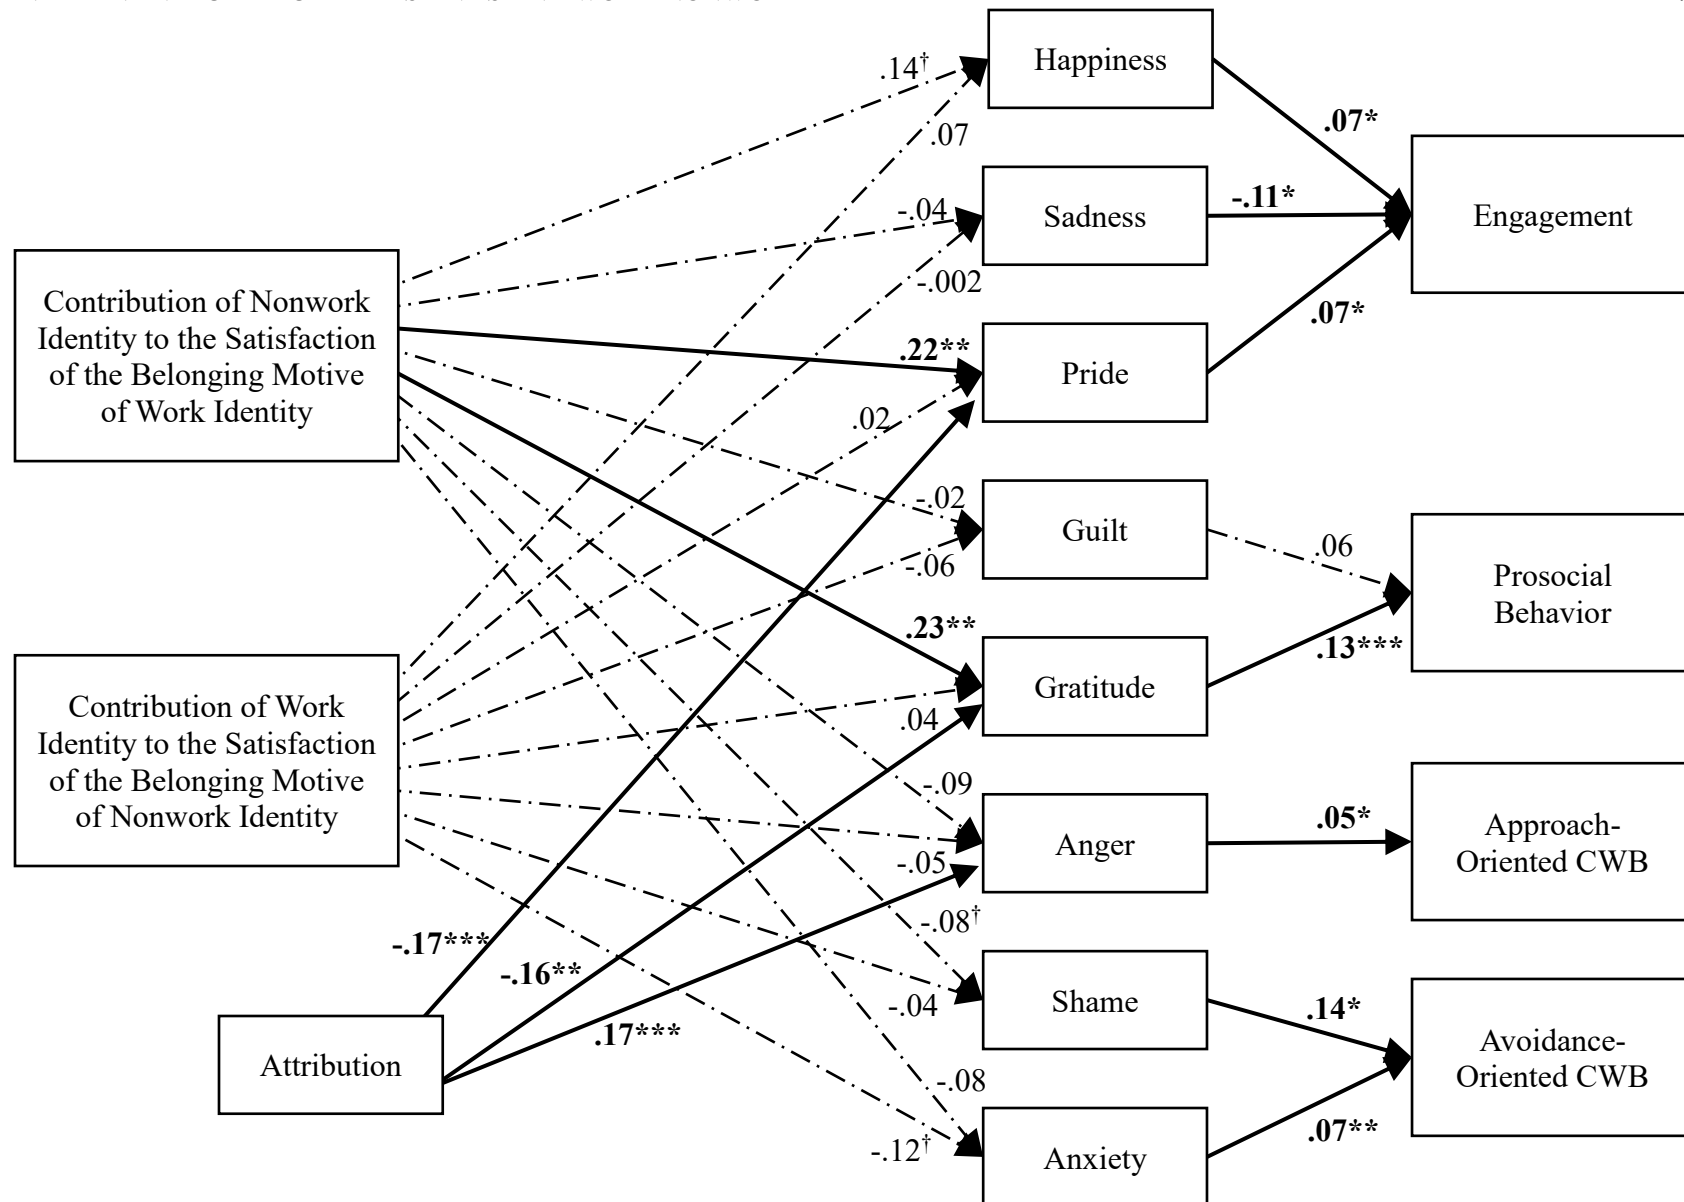 Happiness
.14†
.07*
.07
Sadness
-.04
-.11*
Engagement
-.002
Contribution of Nonwork
Identity to the Satisfaction
of the Belonging Motive
of Work Identity
.07*
.22**
Pride
.02
-.02
Guilt
.06
-.06
Prosocial
Behavior
.23**
.13***
Gratitude
.04
Contribution of Work
Identity to the Satisfaction
of the Belonging Motive
of Nonwork Identity
-.09
.05*
Anger
Approach-
Oriented CWB
-.05
-.08†
-.17***
-.16**
Shame
-.04
.14*
.17***
Attribution
Avoidance-
Oriented CWB
-.08
.07**
-.12†
Anxiety